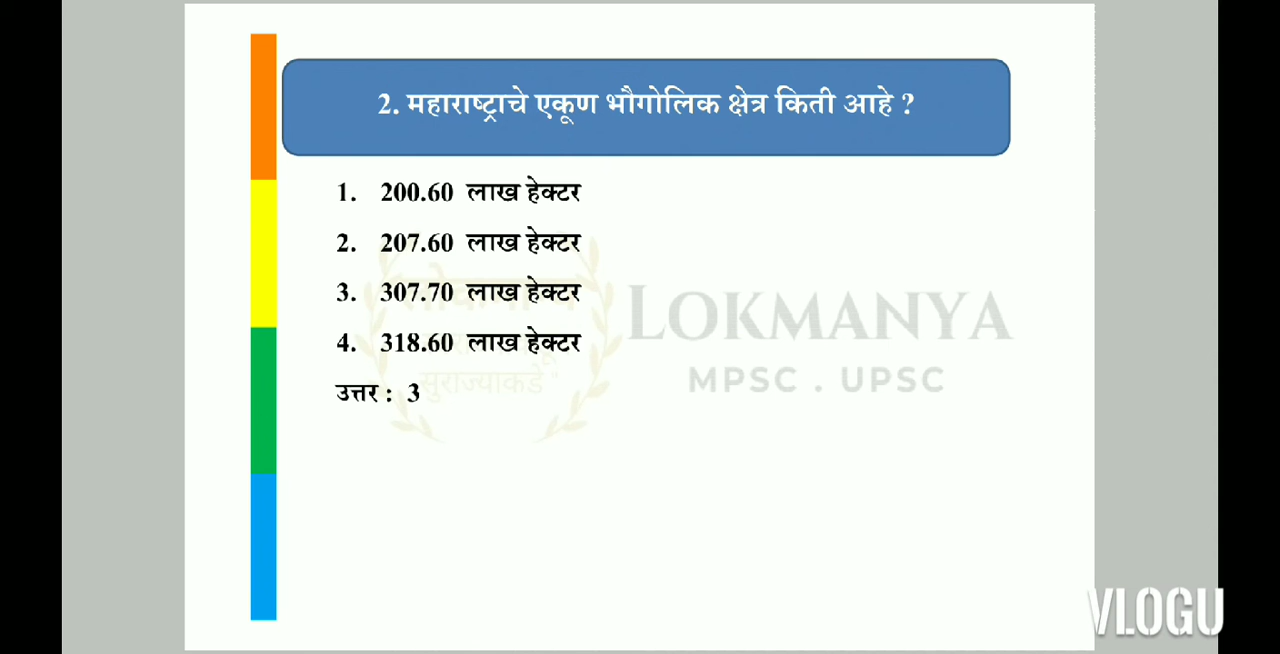 2. महाराष्ट्राचे एकूण भौगोलिक क्षेत्र किती आहे ?
1. 200.60 लाख हेक्टर
2. 207.60 लाख हेक्टर
3. 307.70 लाख हेक्टर
4. 318.60 लाख हेक्टर
उत्तर : 3
सुराज्याकडे "
LOKMANYA
MPSC . UPSC
VLOGU